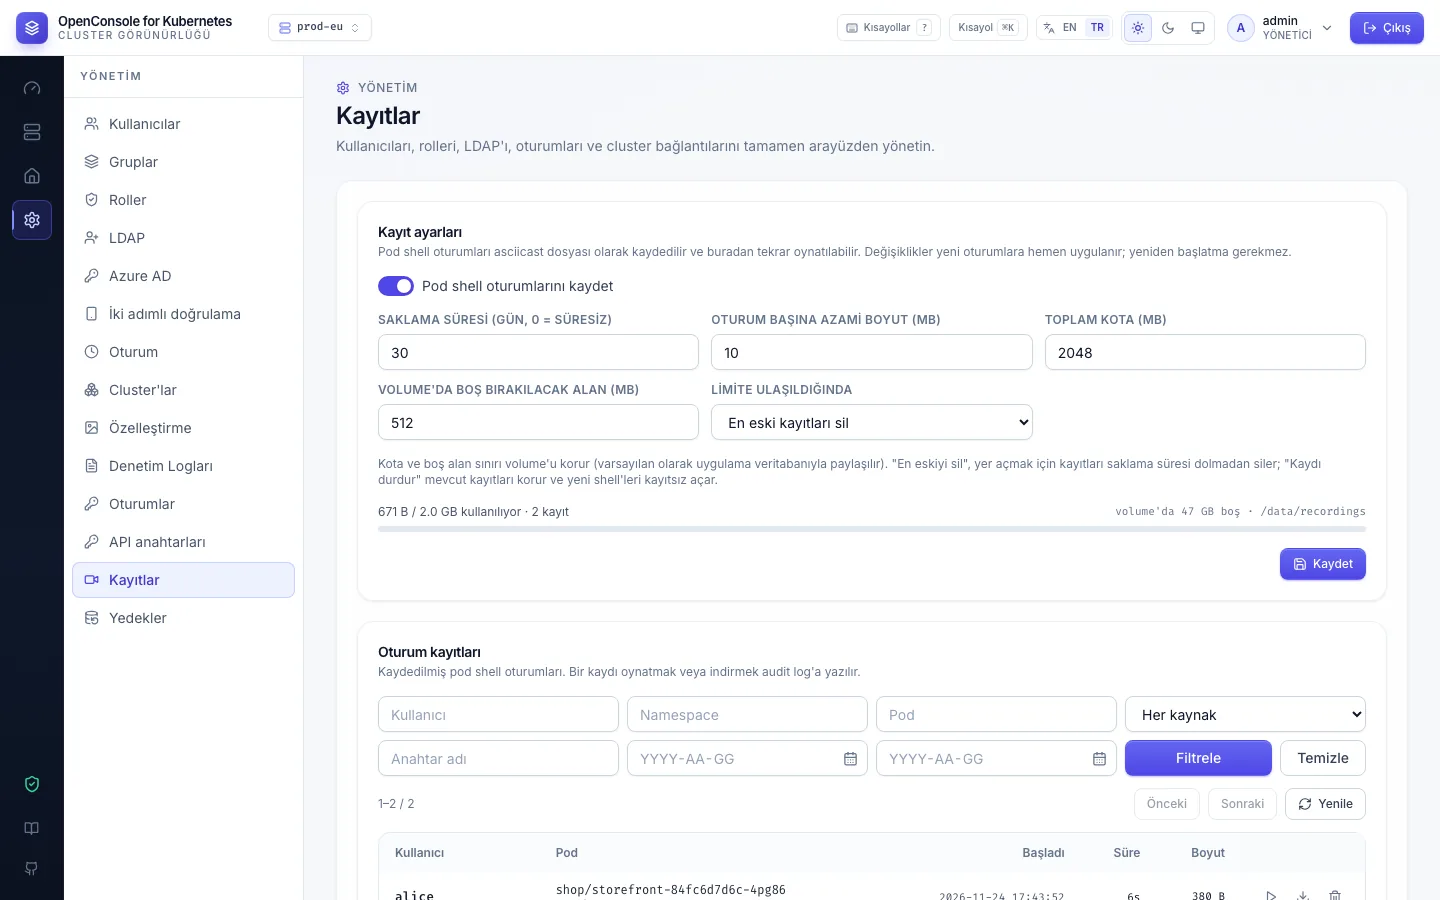 OpenConsole for Kubernetes
CLUSTER GÖRÜNÜRLÜĞÜ
prod-eu
Kısayollar ?
Kısayol ⌘K
EN TR
A
admin
YÖNETİCİ
Çıkış
YÖNETİM
Kullanıcılar
Gruplar
Roller
LDAP
Azure AD
İki adımlı doğrulama
Oturum
Cluster'lar
Özelleştirme
Denetim Logları
Oturumlar
API anahtarları
Kayıtlar
Yedekler
YÖNETİM
Kayıtlar
Kullanıcıları, rolleri, LDAP'ı, oturumları ve cluster bağlantılarını tamamen arayüzden yönetin.
Kayıt ayarları
Pod shell oturumları asciicast dosyası olarak kaydedilir ve buradan tekrar oynatılabilir. Değişiklikler yeni oturumlara hemen uygulanır; yeniden başlatma gerekmez.
Pod shell oturumlarını kaydet
SAKLAMA SÜRESİ (GÜN, 0 = SÜRESİZ)
30
OTURUM BAŞINA AZAMİ BOYUT (MB)
10
TOPLAM KOTA (MB)
2048
VOLUME'DA BOŞ BIRAKILACAK ALAN (MB)
512
LİMİTE ULAŞILDIĞINDA
En eski kayıtları sil
Kota ve boş alan sınırı volume'u korur (varsayılan olarak uygulama veritabanıyla paylaşılır). "En eskiyi sil", yer açmak için kayıtları saklama süresi dolmadan siler; "Kaydı
durdur" mevcut kayıtları korur ve yeni shell'leri kayıtsız açar.
671 B / 2.0 GB kullanılıyor · 2 kayıt
volume'da 47 GB boş · /data/recordings
Kaydet
Oturum kayıtları
Kaydedilmiş pod shell oturumları. Bir kaydı oynatmak veya indirmek audit log'a yazılır.
Kullanıcı
Namespace
Pod
Her kaynak
Anahtar adı
YYYY-AA-GG
YYYY-AA-GG
Filtrele
Temizle
1–2 / 2
Önceki
Sonraki
Yenile
Kullanıcı Pod Başladı Süre Boyut
alice shop/storefront-84fc6d7d6c-4pg86 2026-11-24 17:43:52 6s 380 B